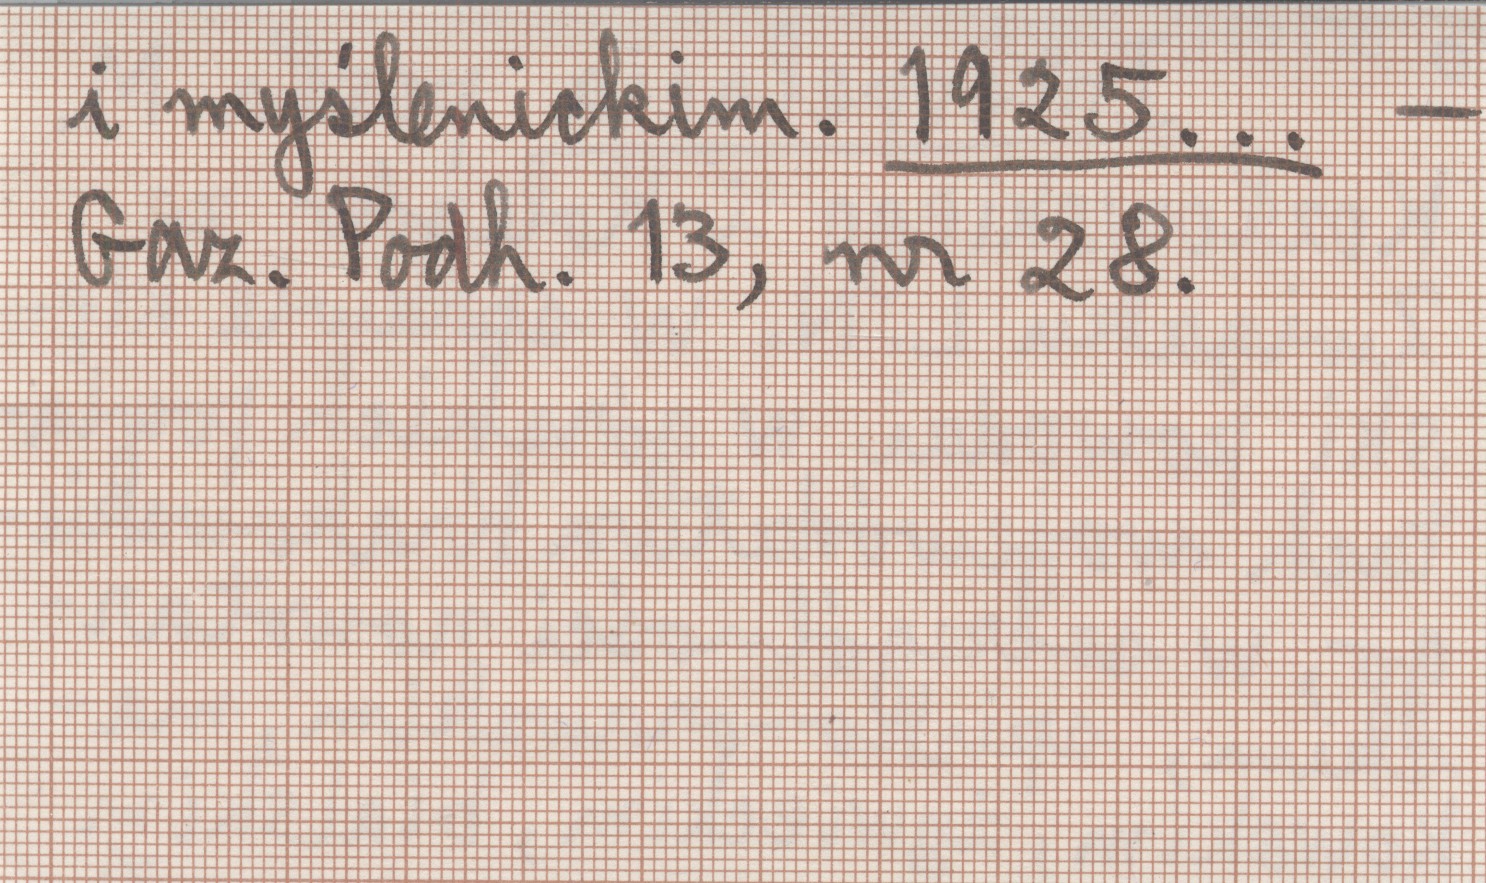 i myślenickim. 1925... —
Gaz. Podh. 13, nr 28.